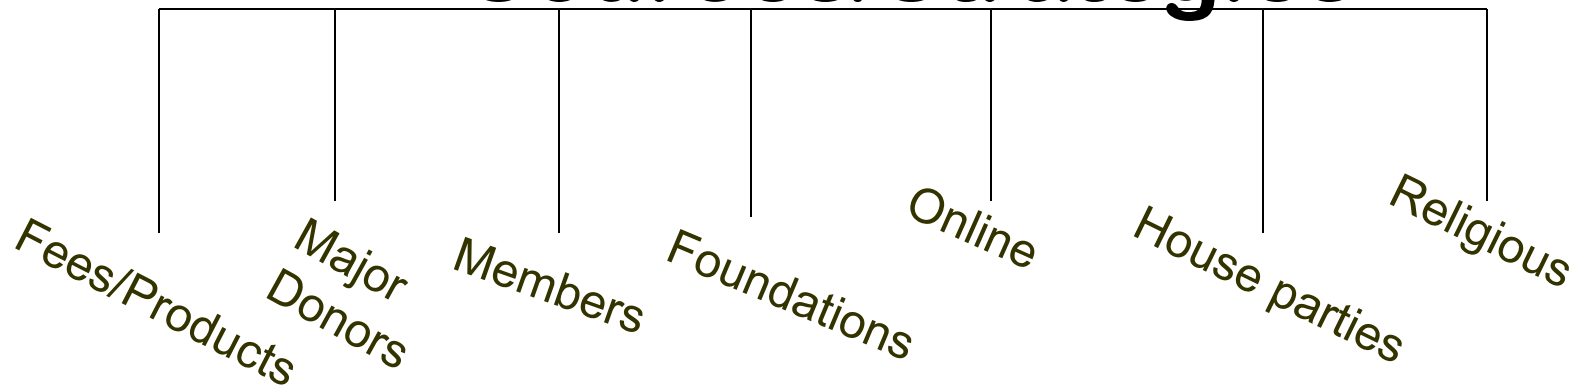 Fees/Products
Major
Donors
Members
Foundations
Online
House parties
Religious